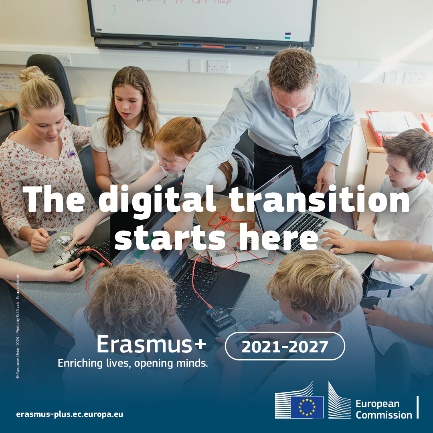 The digital transition
starts here
Erasmus+
2021-2027
Enriching lives, opening minds.
erasmus-plus.ec.europa.eu
European
Commission